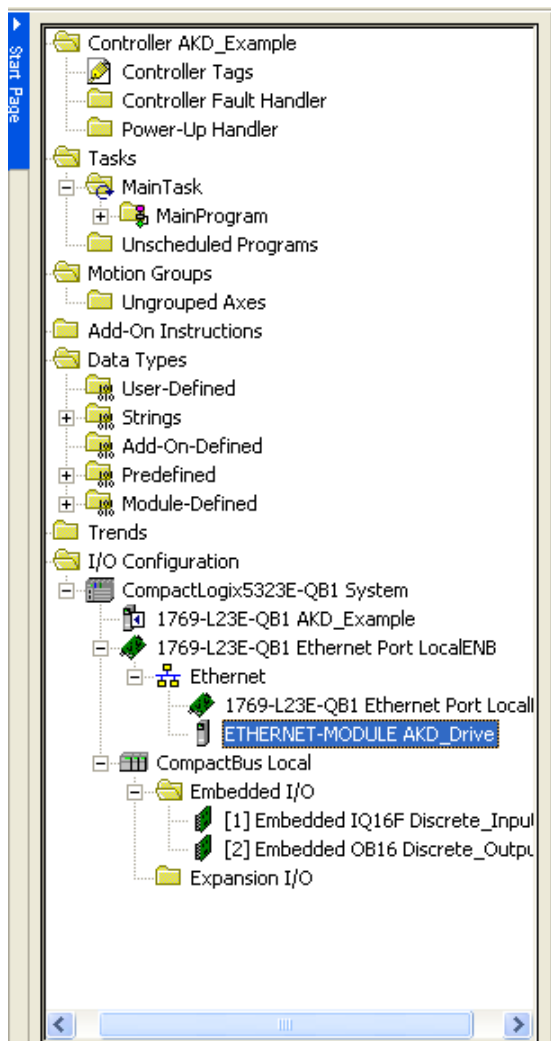 Start Page
Controller AKD_Example
Controller Tags
Controller Fault Handler
Power-Up Handler
Tasks
MainTask
MainProgram
Unscheduled Programs
Motion Groups
Ungrouped Axes
Add-On Instructions
Data Types
User-Defined
Strings
Add-On-Defined
Predefined
Module-Defined
Trends
I/O Configuration
CompactLogix5323E-QB1 System
1769-L23E-QB1 AKD_Example
1769-L23E-QB1 Ethernet Port LocalENB
Ethernet
1769-L23E-QB1 Ethernet Port Local
ETHERNET-MODULE AKD_Drive
CompactBus Local
Embedded I/O
[1] Embedded IQ16F Discrete_Input
[2] Embedded OB16 Discrete_Outpu
Expansion I/O